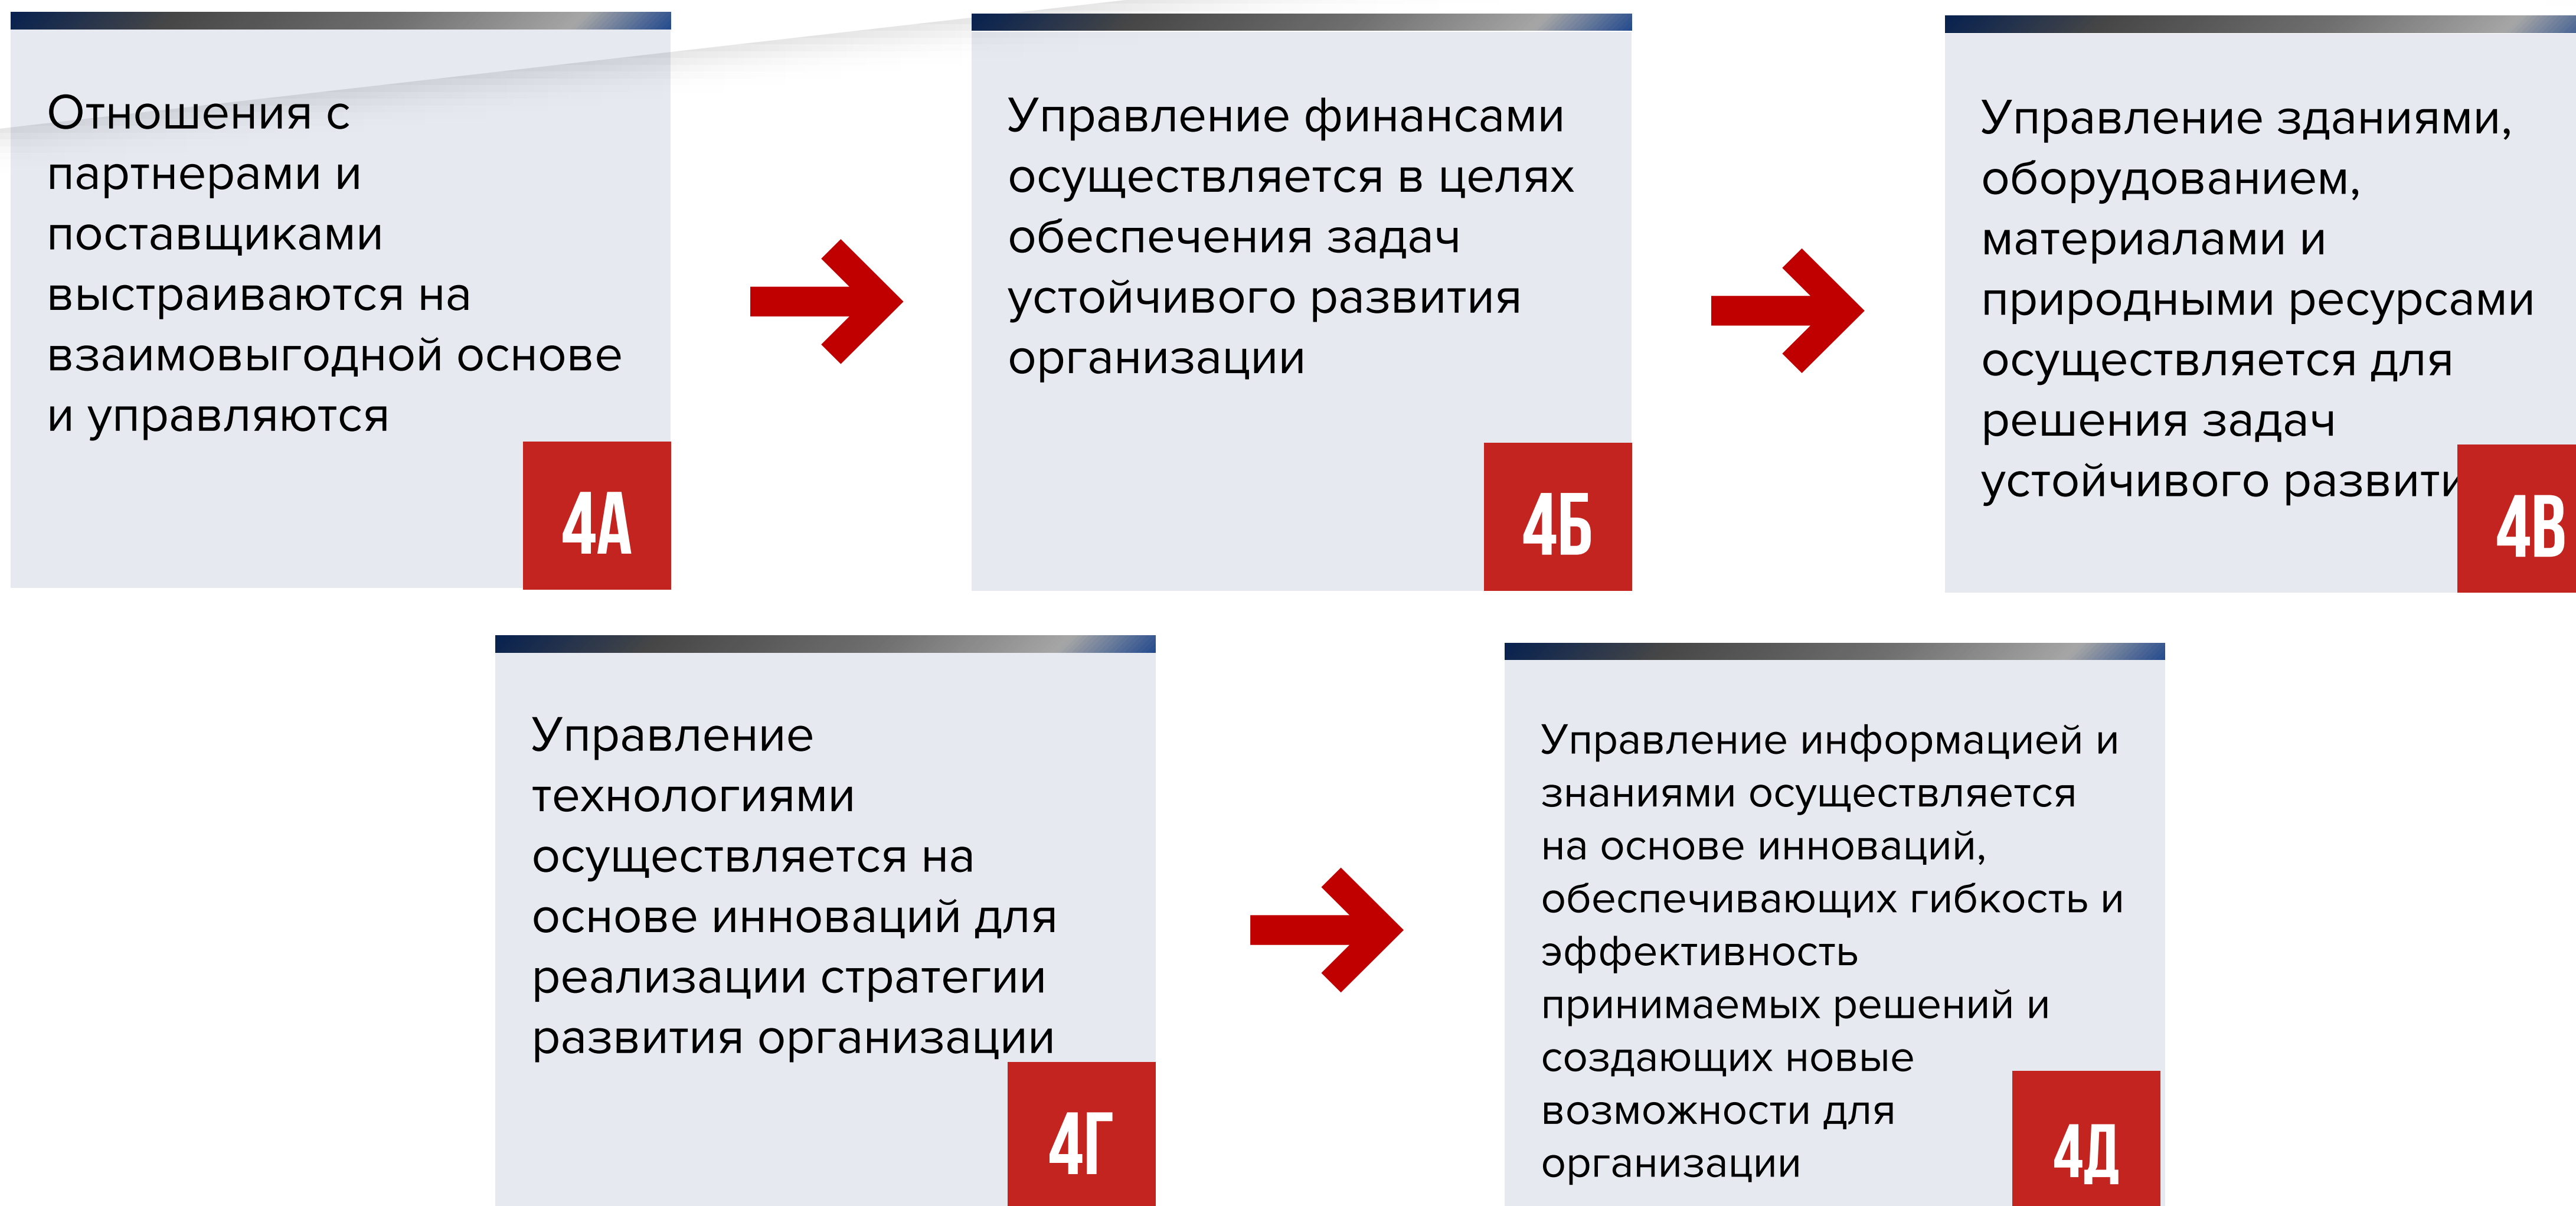 Отношения с
партнерами и
поставщиками
выстраиваются на
взаимовыгодной основе
и управляются
4А
Управление финансами
осуществляется в целях
обеспечения задач
устойчивого развития
организации
4Б
Управление зданиями,
оборудованием,
материалами и
природными ресурсами
осуществляется для
решения задач
устойчивого развити
4В
Управление
технологиями
осуществляется на
основе инноваций для
реализации стратегии
развития организации
4Г
Управление информацией и
знаниями осуществляется
на основе инноваций,
обеспечивающих гибкость и
эффективность
принимаемых решений и
создающих новые
возможности для
организации
4Д